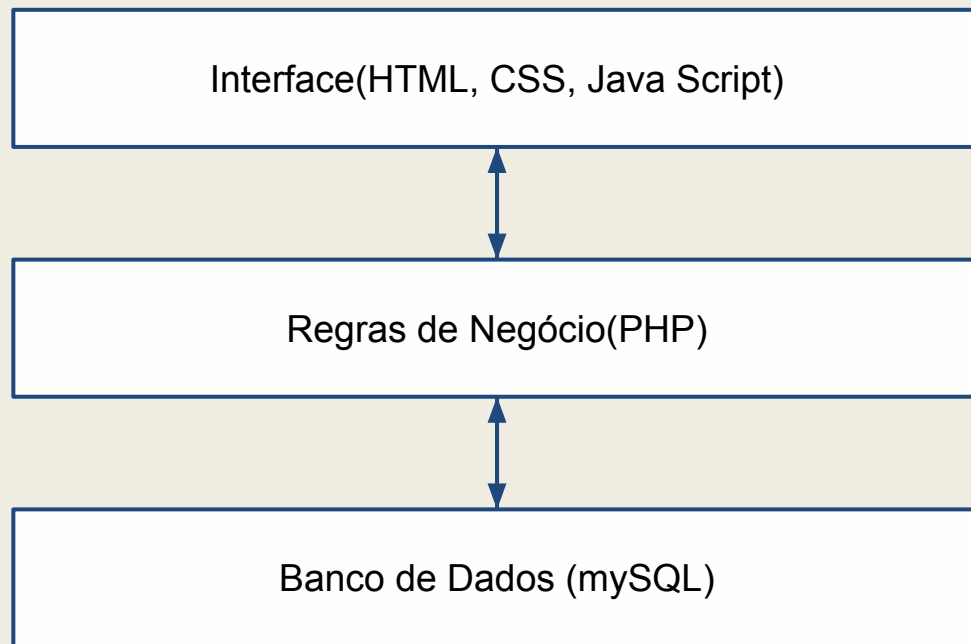 Interface(HTML, CSS, Java Script)
Regras de Negócio(PHP)
Banco de Dados (mySQL)